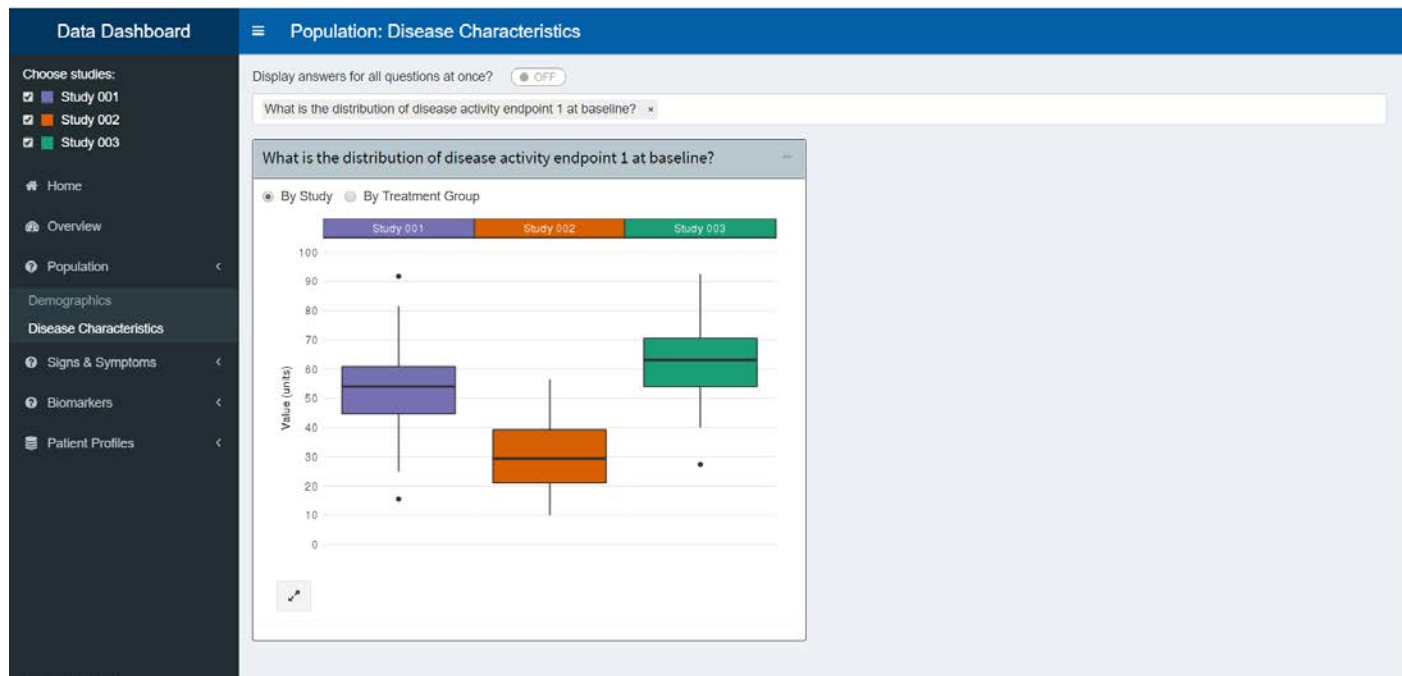 Data Dashboard
Population: Disease Characteristics
Choose studies:
Study 001
Study 002
Study 003
Home
Overview
Population
Demographics
Disease Characteristics
Signs & Symptoms
Biomarkers
Patient Profiles
Display answers for all questions at once? OFF
What is the distribution of disease activity endpoint 1 at baseline? ×
What is the distribution of disease activity endpoint 1 at baseline?
By Study By Treatment Group
Study 001 Study 002 Study 003
Value (units)
100
90
80
70
60
50
40
30
20
10
0